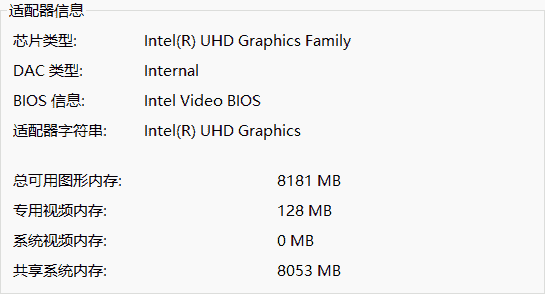 适配器信息
芯片类型: Intel(R) UHD Graphics Family
DAC 类型: Internal
BIOS 信息: Intel Video BIOS
适配器字符串: Intel(R) UHD Graphics
总可用图形内存: 8181 MB
专用视频内存: 128 MB
系统视频内存: 0 MB
共享系统内存: 8053 MB